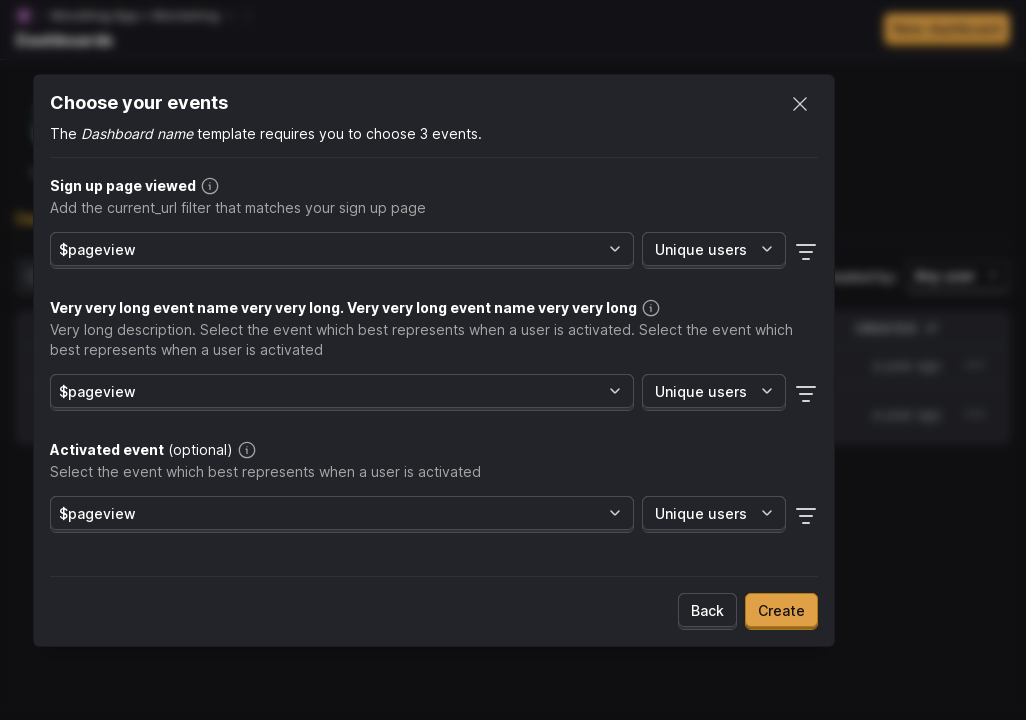 Dashboards
New dashboard
Choose your events
The Dashboard name template requires you to choose 3 events.
Sign up page viewed
Add the current_url filter that matches your sign up page
$pageview
Unique users
Very very long event name very very long. Very very long event name very very long
Very long description. Select the event which best represents when a user is activated. Select the event which
best represents when a user is activated
$pageview
Unique users
Activated event (optional)
Select the event which best represents when a user is activated
$pageview
Unique users
Back
Create